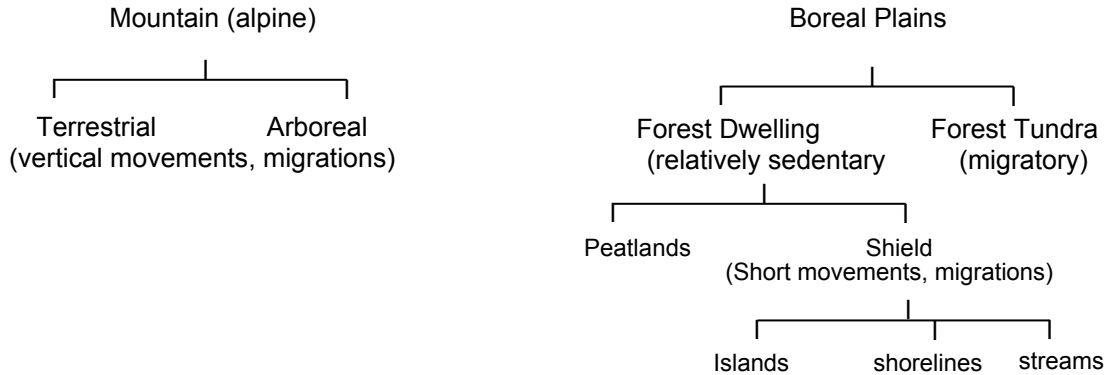 Mountain (alpine)
Boreal Plains
Terrestrial Arboreal
(vertical movements, migrations)
Forest Dwelling
(relatively sedentary
Forest Tundra
(migratory)
Peatlands
Shield
(Short movements, migrations)
Islands shorelines streams